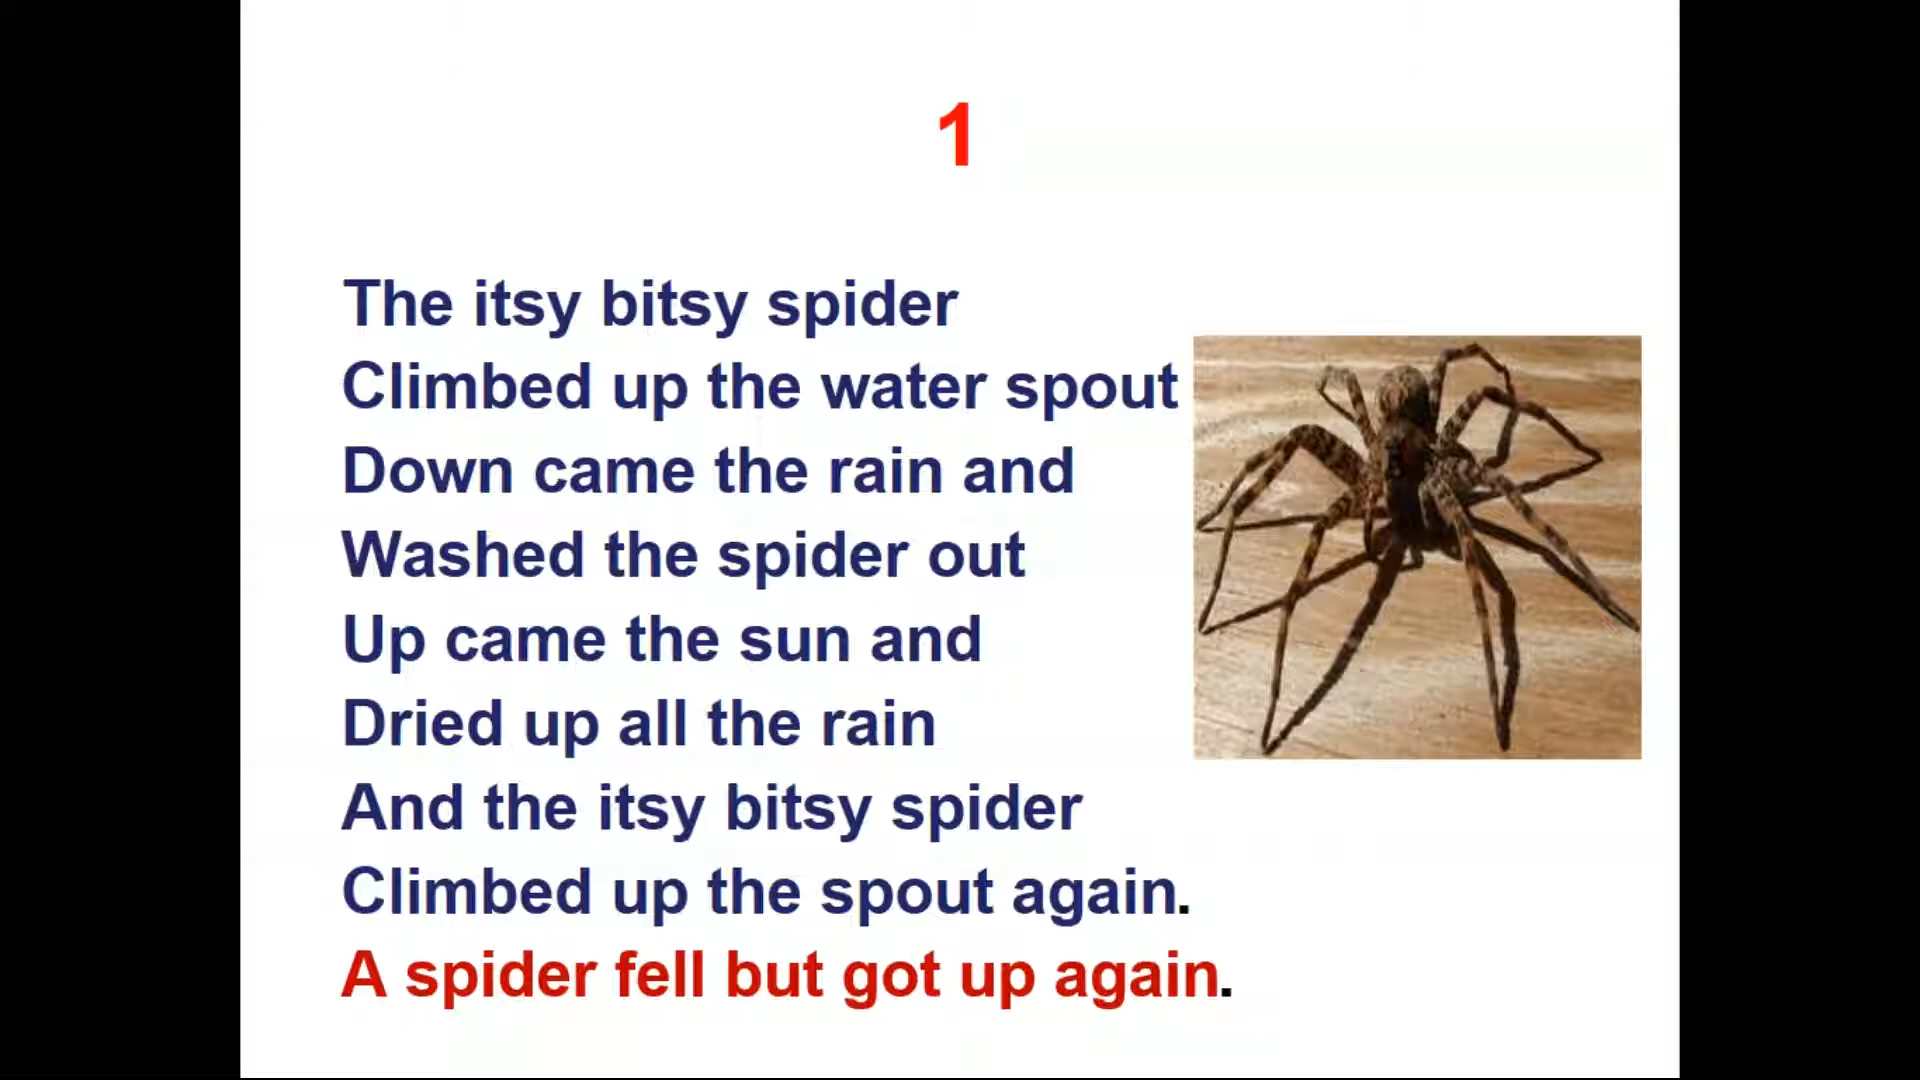 1
The itsy bitsy spider
Climbed up the water spout
Down came the rain and
Washed the spider out
Up came the sun and
Dried up all the rain
And the itsy bitsy spider
Climbed up the spout again.
A spider fell but got up again.